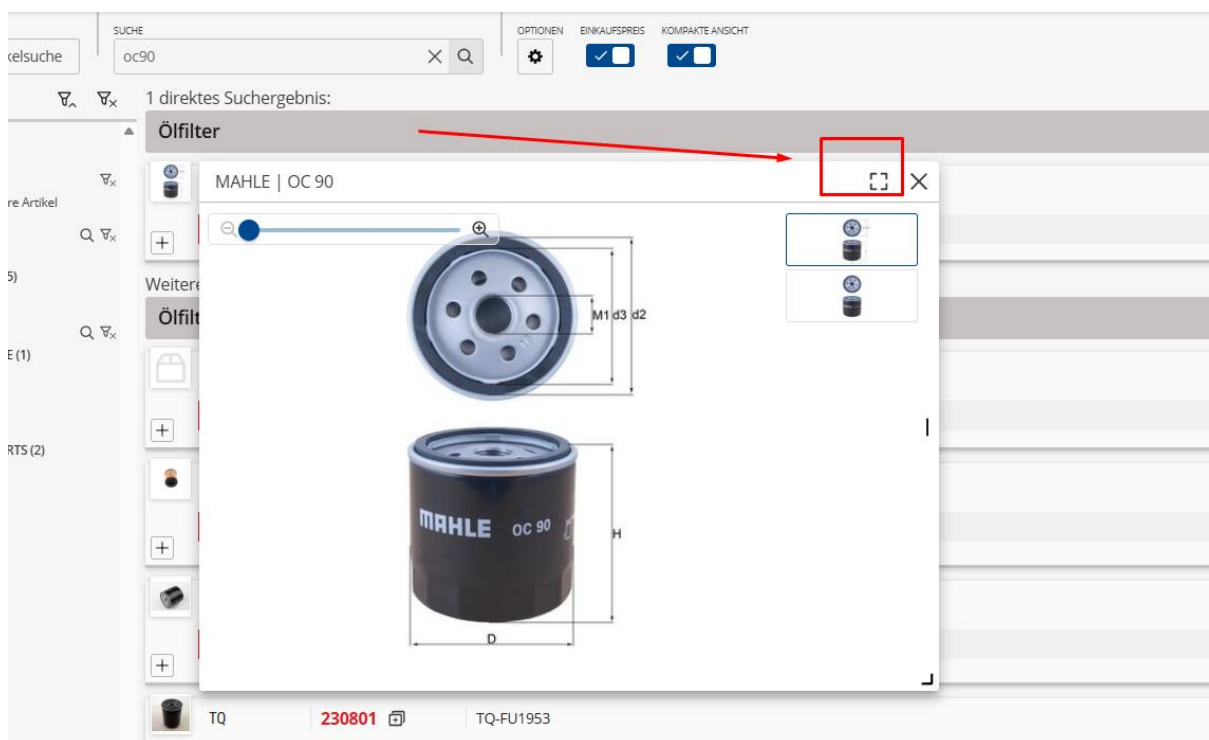 SUCHE
OPTIONEN EINKAUFSPREIS KOMPAKTE ANSICHT
oc90
1 direktes Suchergebnis:
Ölfilter
MAHLE | OC 90
re Artikel
5)
Weitere
Ölfilt
M1 d3 d2
E (1)
RTS (2)
MAHLE OC 90
H
D
TQ 230801 TQ-FU1953